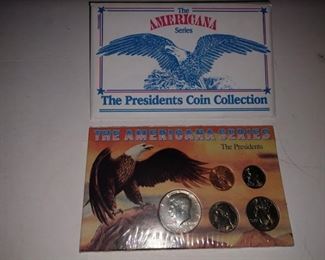 The
AMERICANA
Series
The Presidents Coin Collection
THE AMERICANA SERIES
The Presidents